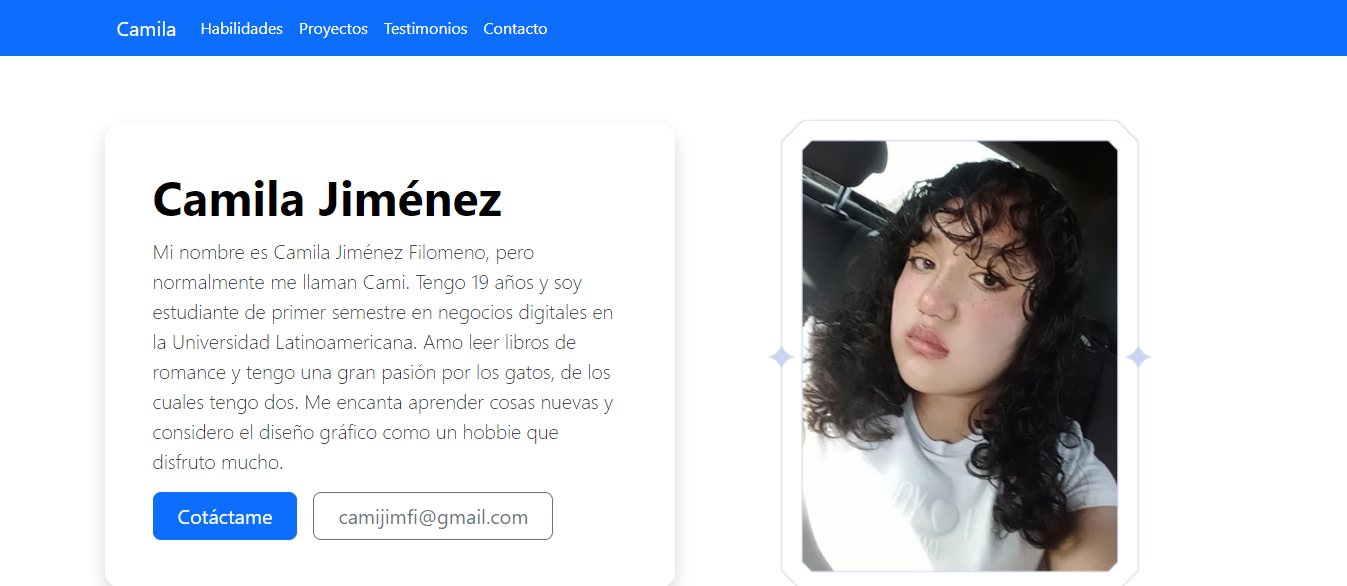 Camila Habilidades Proyectos Testimonios Contacto
Camila Jiménez
Mi nombre es Camila Jiménez Filomeno, pero
normalmente me llaman Cami. Tengo 19 años y soy
estudiante de primer semestre en negocios digitales en
la Universidad Latinoamericana. Amo leer libros de
romance y tengo una gran pasión por los gatos, de los
cuales tengo dos. Me encanta aprender cosas nuevas y
considero el diseño gráfico como un hobbie que
disfruto mucho.
Cotáctame camijimfi@gmail.com